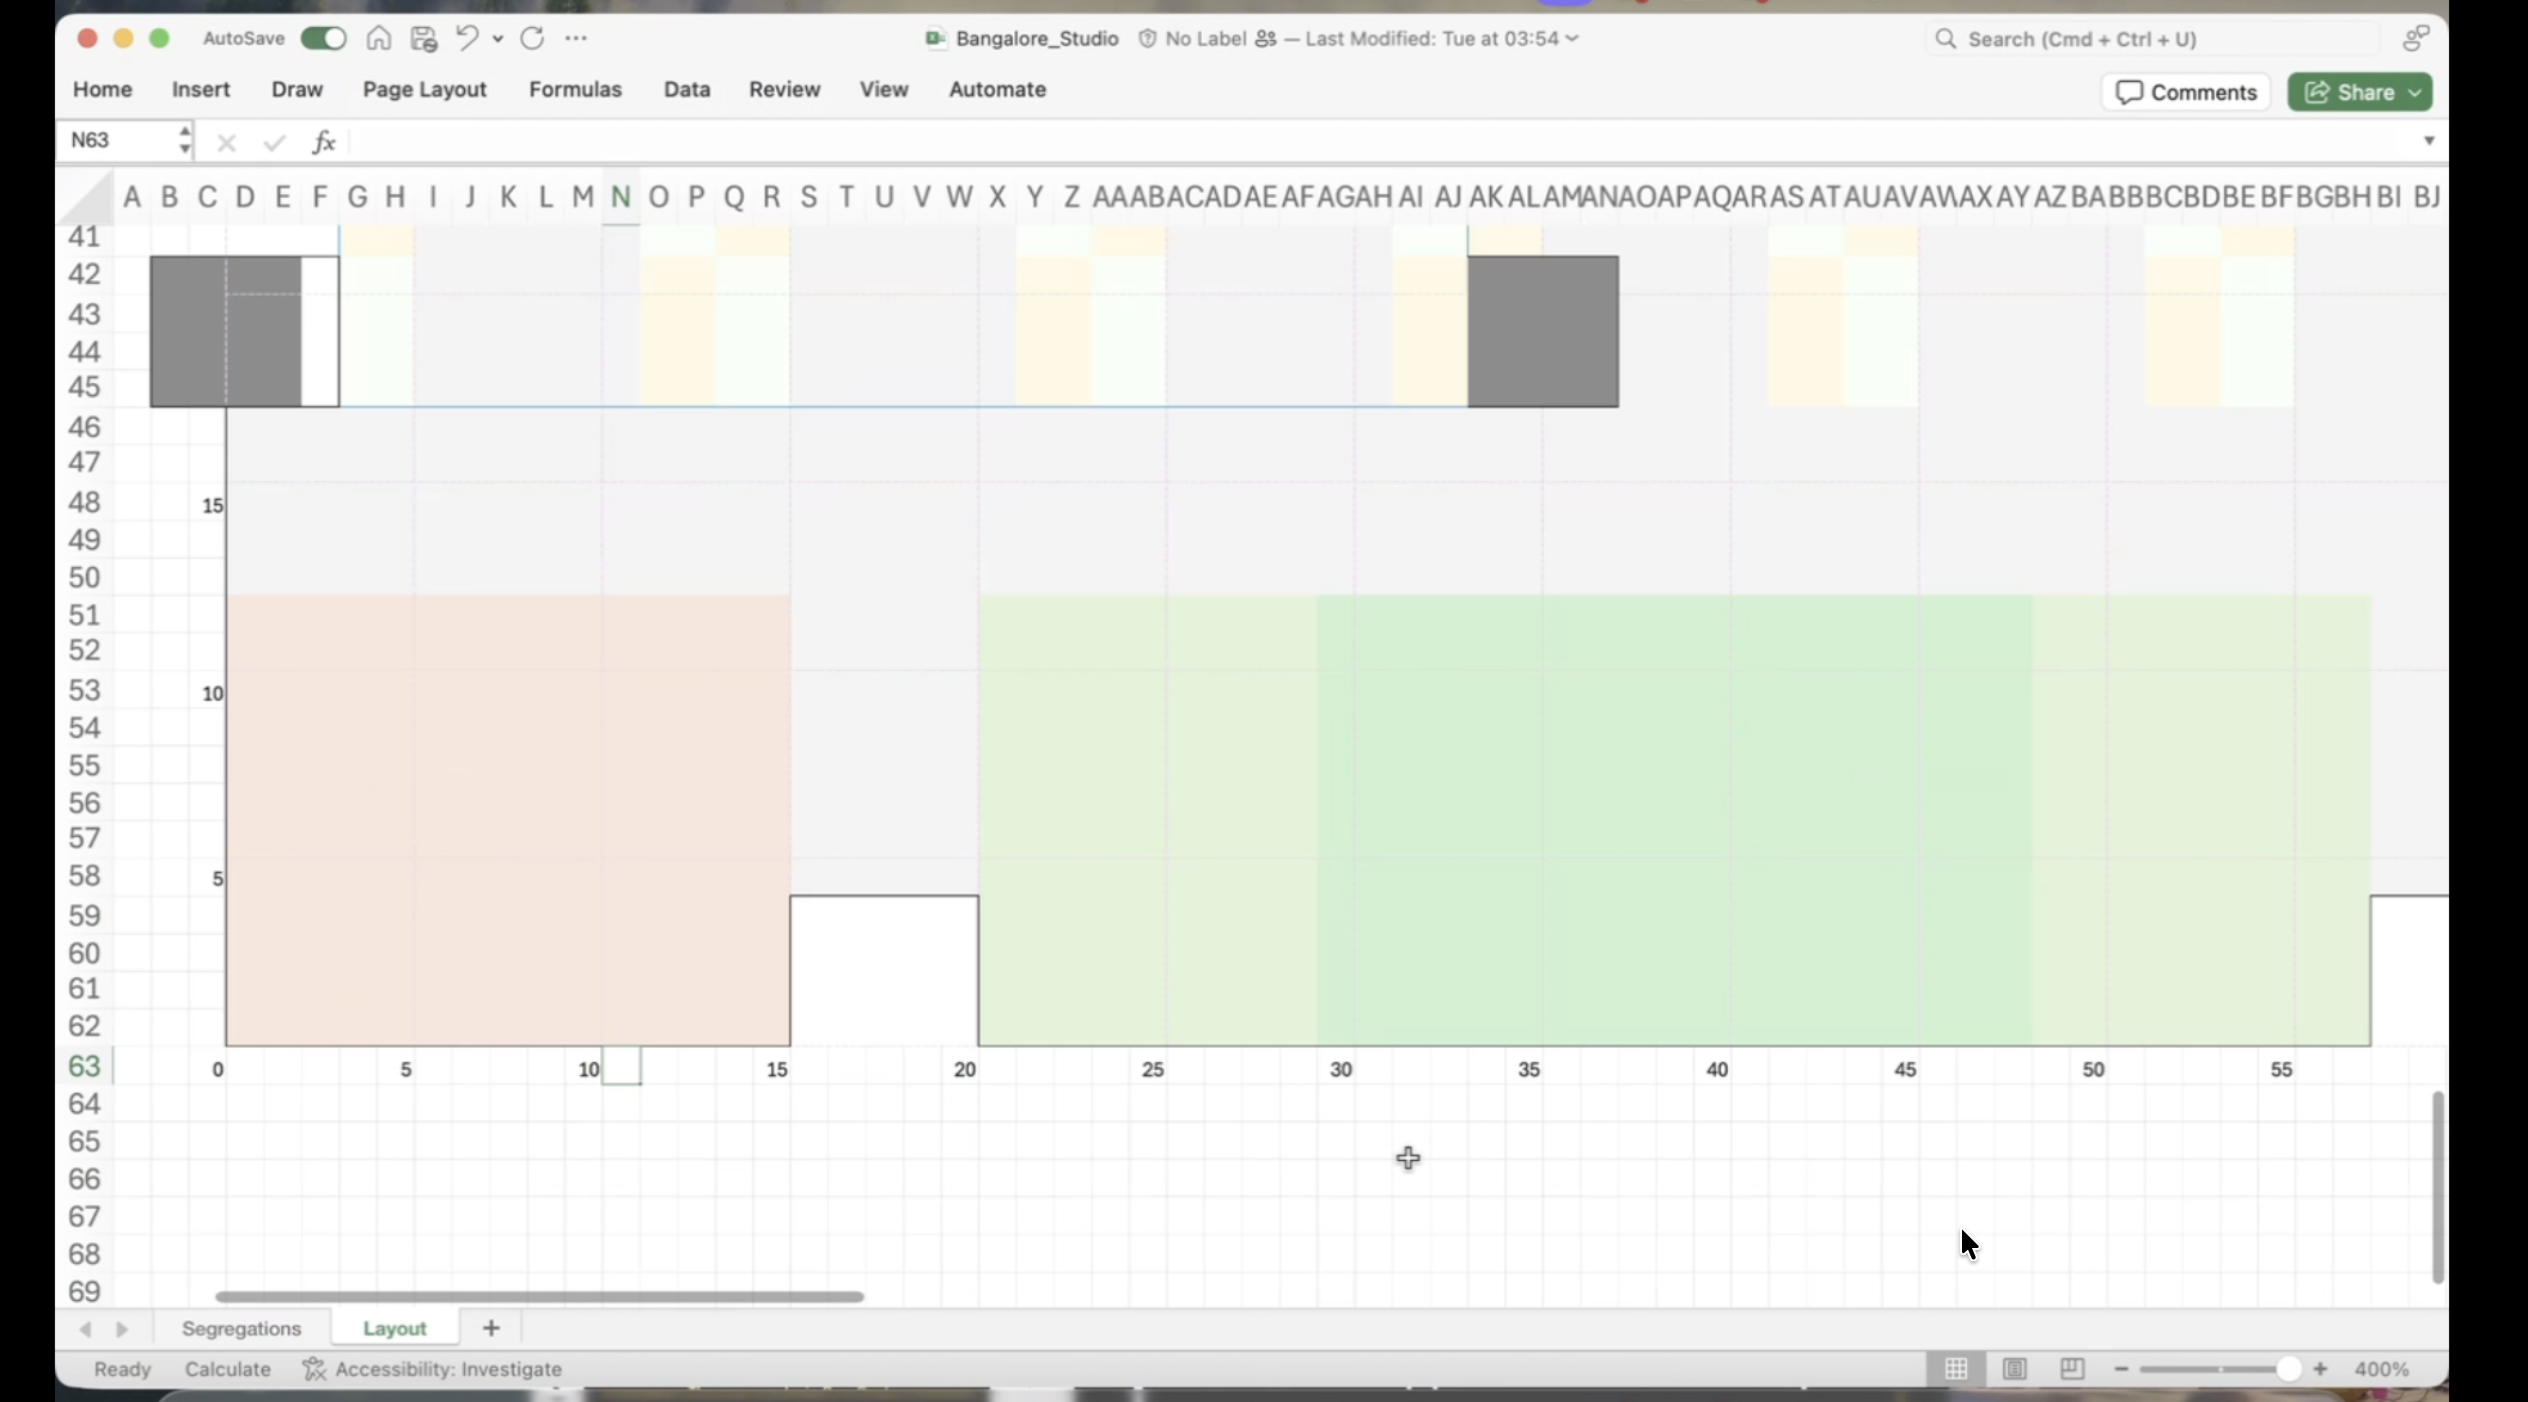 AutoSave
Bangalore_Studio No Label — Last Modified: Tue at 03:54
Search (Cmd + Ctrl + U)
Home Insert Draw Page Layout Formulas Data Review View Automate
Comments Share
N63 fx
A B C D E F G H I J K L M N O P Q R S T U V W X Y Z AA AB AC AD AE AF AG AH AI AJ AK AL AM AN AO AP AQ AR AS AT AU AV AW AX AY AZ BA BB BC BD BE BF BG BH BI BJ
41
42
43
44
45
46
47
48 15
49
50
51
52
53 10
54
55
56
57
58 5
59
60
61
62
63 0 5 10 15 20 25 30 35 40 45 50 55
64
65
66
67
68
69
Segregations Layout +
Ready Calculate Accessibility: Investigate
400%